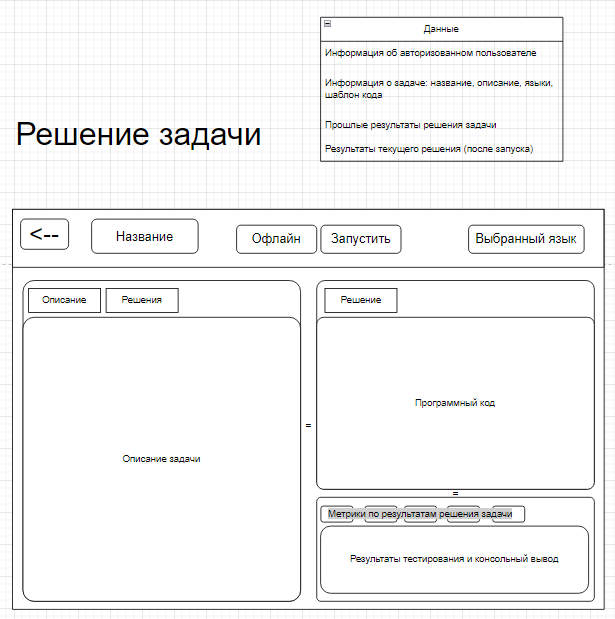 Данные
Информация об авторизованном пользователе
Информация о задаче: название, описание, языки,
шаблон кода
Прошлые результаты решения задачи
Результаты текущего решения (после запуска)
Решение задачи
<--
Название
Офлайн
Запустить
Выбранный язык
Описание
Решения
Решение
Описание задачи
=
Программный код
=
Метрики по результатам решения задачи
Результаты тестирования и консольный вывод